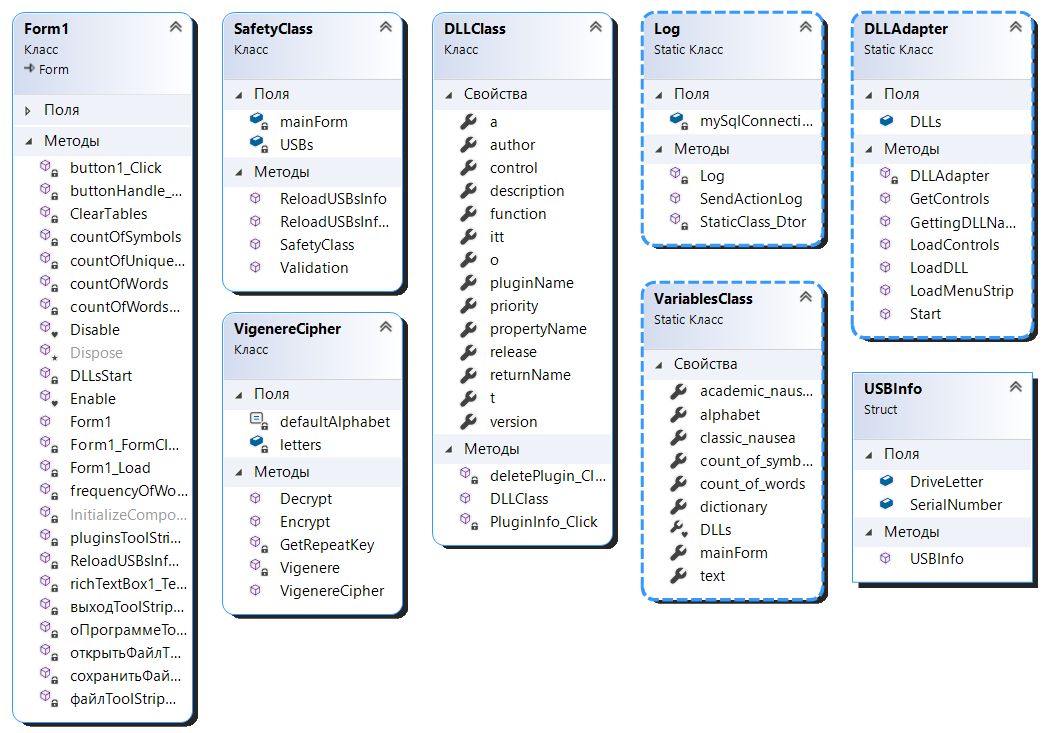 Form1
Класс
Form
Поля
Методы
button1_Click
buttonHandle_...
ClearTables
countOfSymbols
countOfUnique...
countOfWords
countOfWords...
Disable
Dispose
DLLsStart
Enable
Form1
Form1_FormCl...
Form1_Load
frequencyOfWo...
InitializeCompo...
pluginsToolStri...
ReloadUSBsInf...
richTextBox1_Te...
выходToolStrip...
оПрограммеTo...
открытьФайлT...
сохранитьФай...
файлToolStrip...
SafetyClass
Класс
Поля
mainForm
USBs
Методы
ReloadUSBsInfo
ReloadUSBsInf...
SafetyClass
Validation
VigenereCipher
Класс
Поля
defaultAlphabet
letters
Методы
Decrypt
Encrypt
GetRepeatKey
Vigenere
VigenereCipher
DLLClass
Класс
Свойства
a
author
control
description
function
itt
o
pluginName
priority
propertyName
release
returnName
t
version
Методы
deletePlugin_Cl...
DLLClass
PluginInfo_Click
Log
Static Класс
Поля
mySqlConnecti...
Методы
Log
SendActionLog
StaticClass_Dtor
VariablesClass
Static Класс
Свойства
academic_naus...
alphabet
classic_nausea
count_of_symb...
count_of_words
dictionary
DLLs
mainForm
text
DLLAdapter
Static Класс
Поля
DLLs
Методы
DLLAdapter
GetControls
GettingDLLNa...
LoadControls
LoadDLL
LoadMenuStrip
Start
USBInfo
Struct
Поля
DriveLetter
SerialNumber
Методы
USBInfo